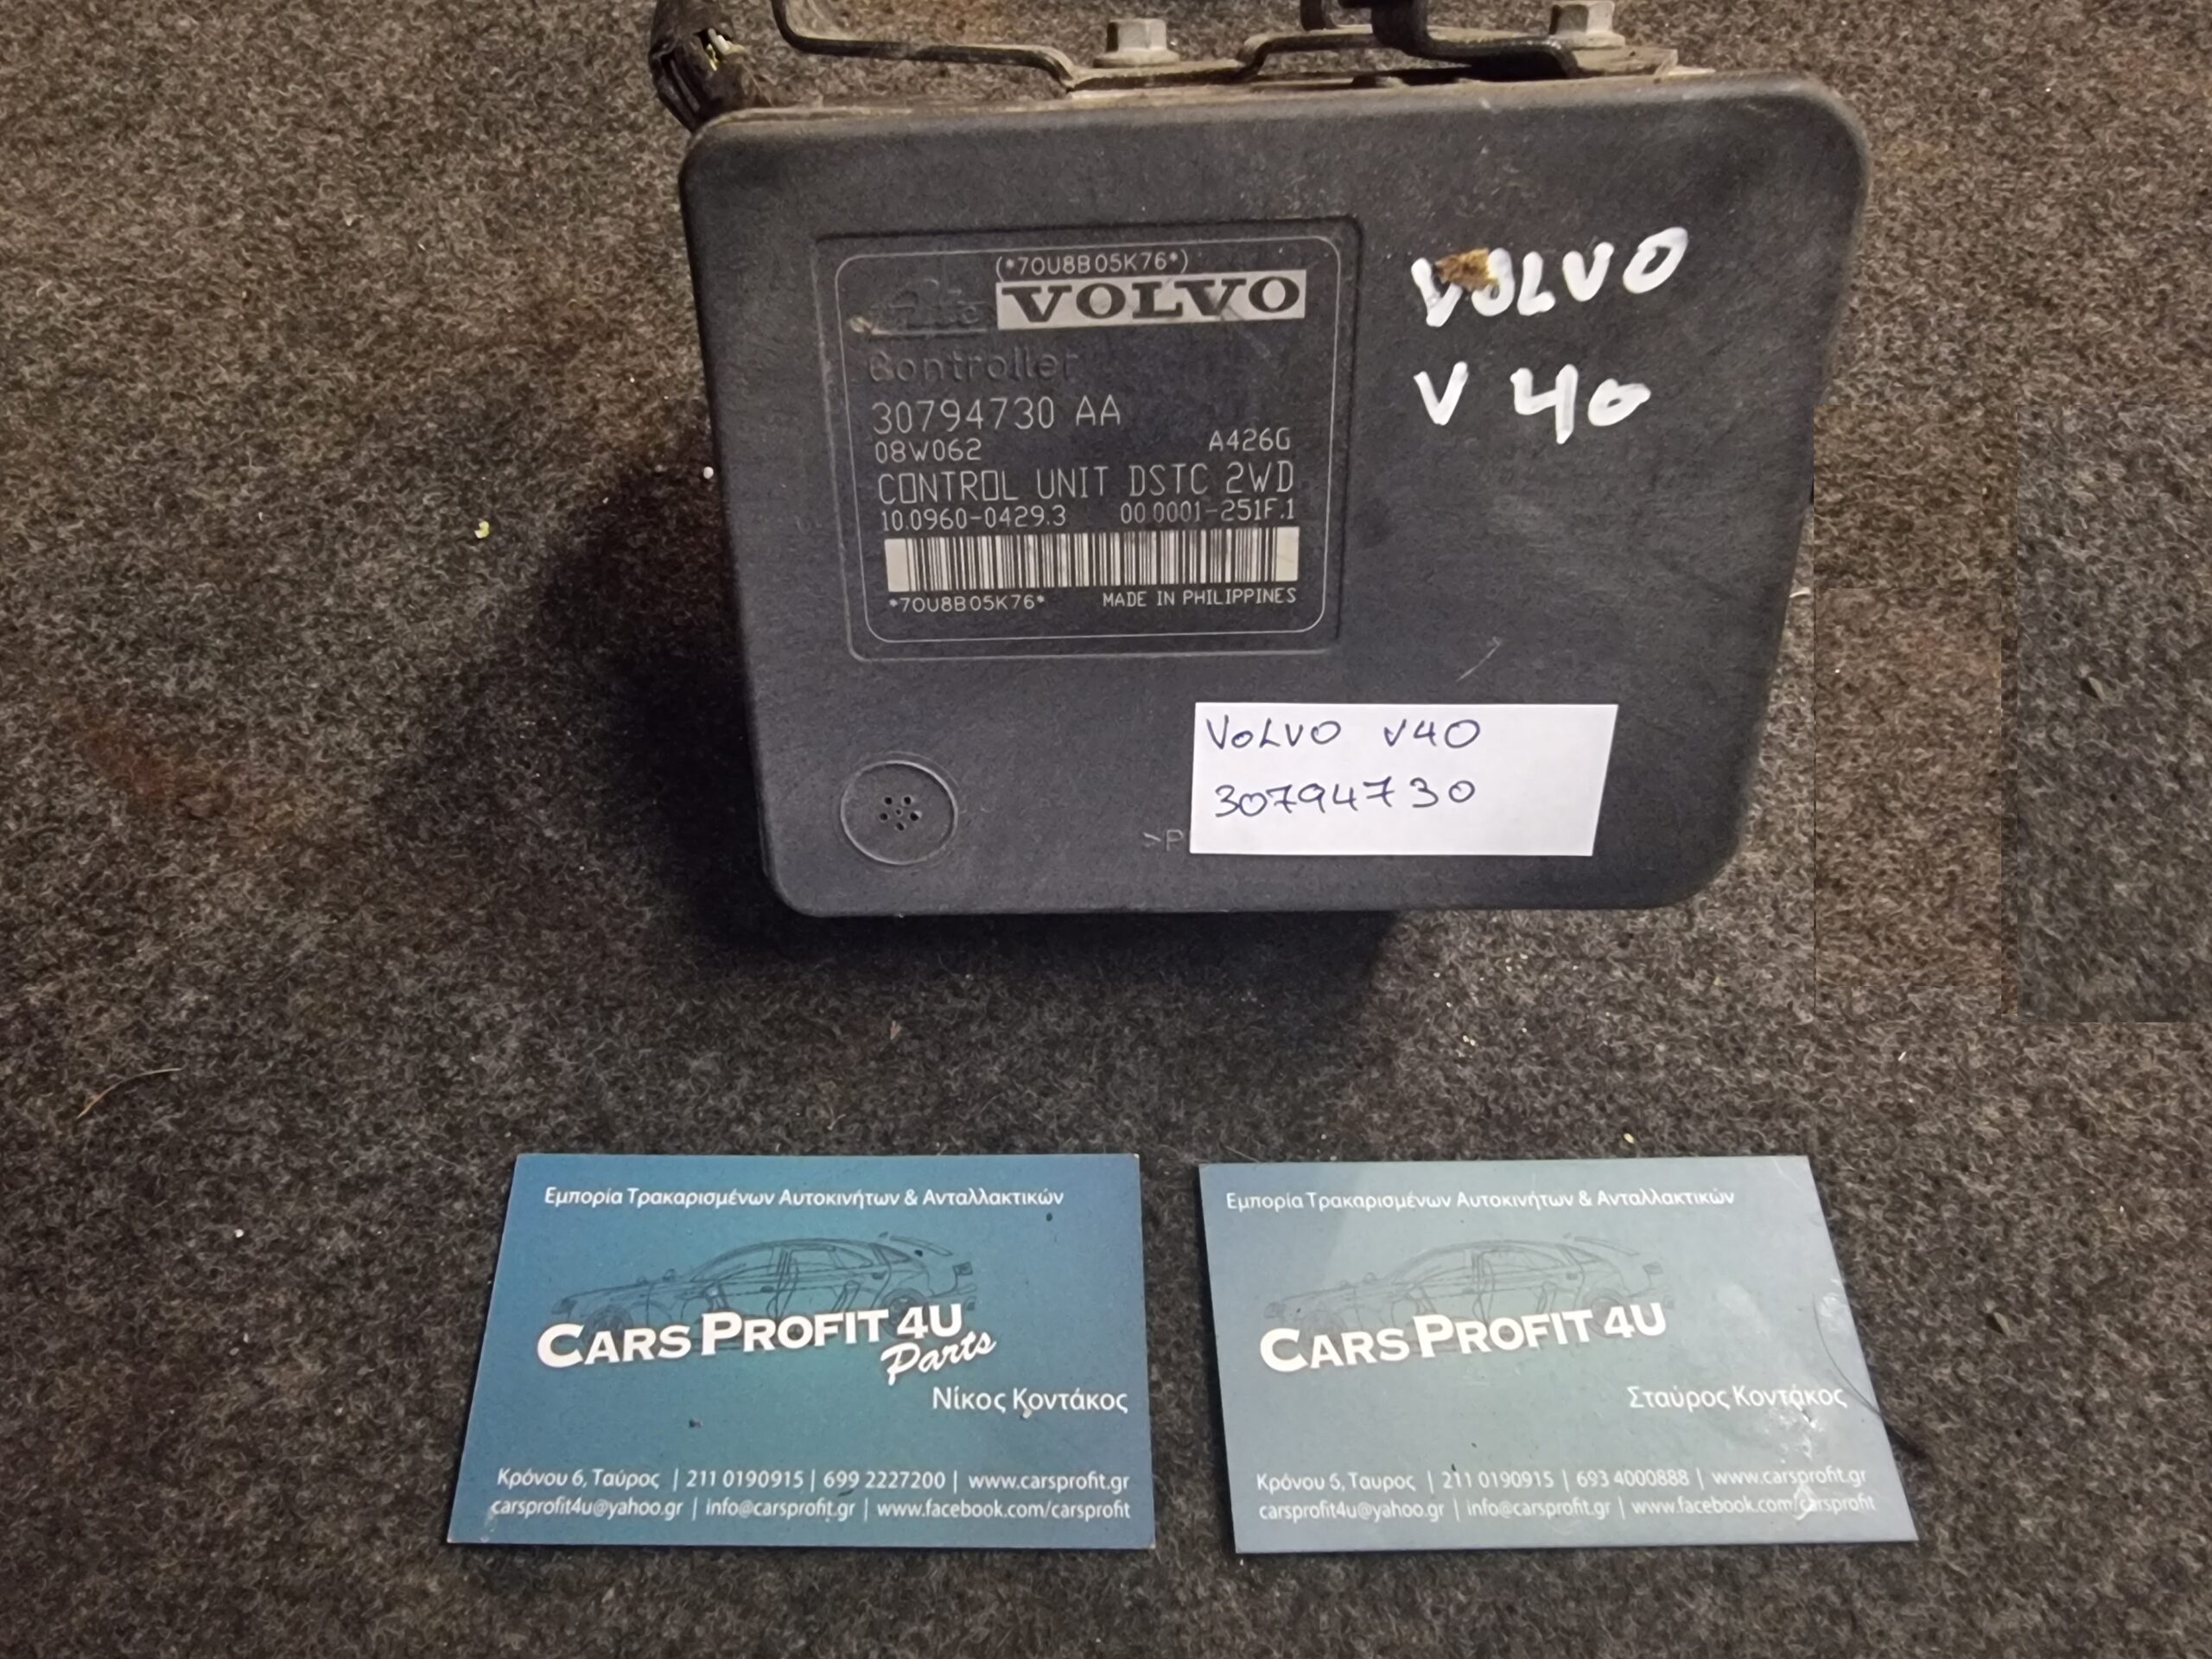 (*70U8B05K76*)
Ate VOLVO
Controller
30794730 AA
08W062 A426G
CONTROL UNIT DSTC 2WD
10.0960-0429.3 00.0001-251F.1
*70U8B05K76* MADE IN PHILIPPINES
VOLVO
V 40
VOLVO V40
30794730
>P
Εμπορία Τρακαρισμένων Αυτοκινήτων & Ανταλλακτικών
CARS PROFIT 4U
Parts
Νίκος Κοντάκος
Κρόνου 6, Ταύρος | 211 0190915 | 699 2227200 | www.carsprofit.gr
carsprofit4u@yahoo.gr | info@carsprofit.gr | www.facebook.com/carsprofit
Εμπορία Τρακαρισμένων Αυτοκινήτων & Ανταλλακτικών
CARS PROFIT 4U
Σταύρος Κοντάκος
Κρόνου 6, Ταυρος | 211 0190915 | 693 4000888 | www.carsprofit.gr
carsprofit4u@yahoo.gr | info@carsprofit.gr | www.facebook.com/carsprofit